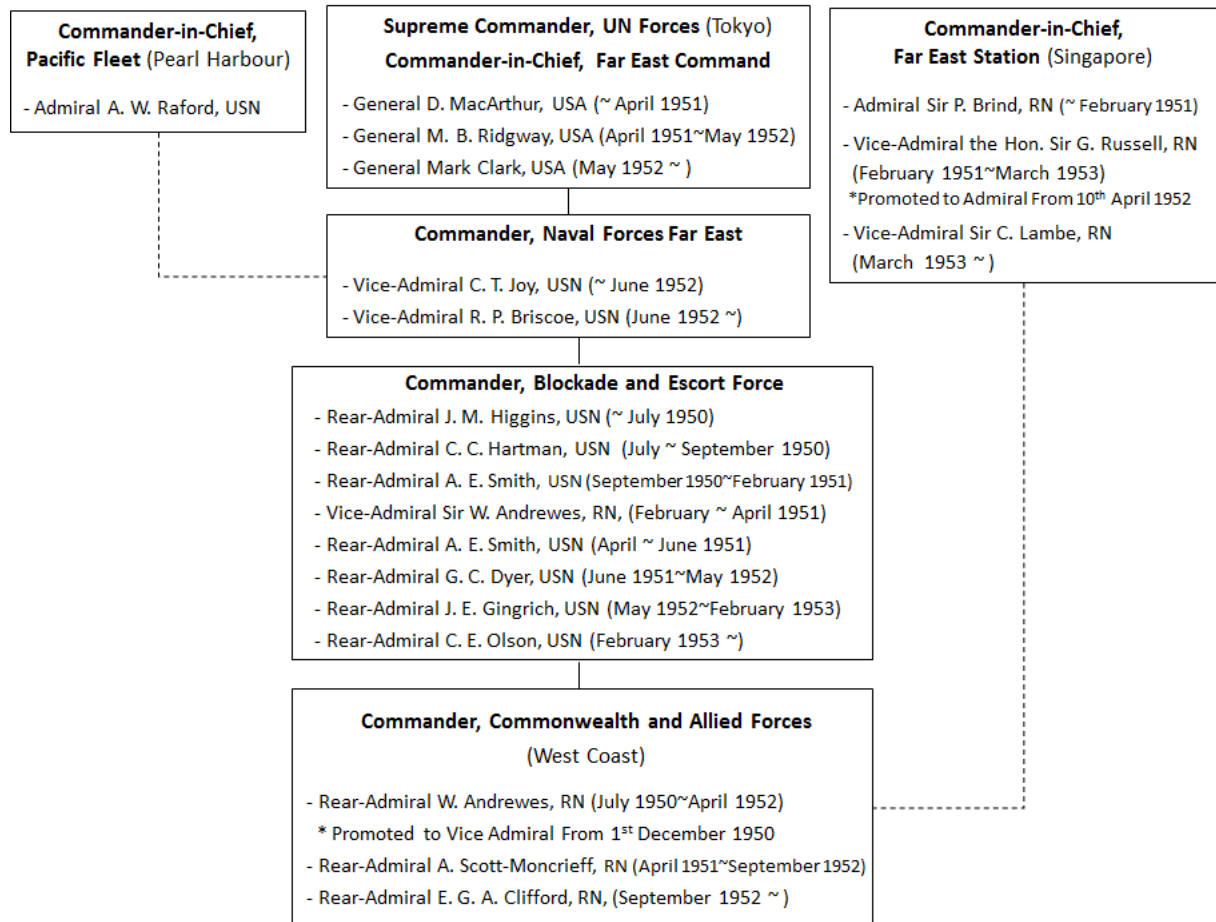 Commander-in-Chief,
Pacific Fleet (Pearl Harbour)
- Admiral A. W. Raford, USN
Supreme Commander, UN Forces (Tokyo)
Commander-in-Chief, Far East Command
- General D. MacArthur, USA (~ April 1951)
- General M. B. Ridgway, USA (April 1951~May 1952)
- General Mark Clark, USA (May 1952 ~ )
Commander-in-Chief,
Far East Station (Singapore)
- Admiral Sir P. Brind, RN (~ February 1951)
- Vice-Admiral the Hon. Sir G. Russell, RN
(February 1951~March 1953)
*Promoted to Admiral From 10th April 1952
- Vice-Admiral Sir C. Lambe, RN
(March 1953 ~ )
Commander, Naval Forces Far East
- Vice-Admiral C. T. Joy, USN (~ June 1952)
- Vice-Admiral R. P. Briscoe, USN (June 1952 ~)
Commander, Blockade and Escort Force
- Rear-Admiral J. M. Higgins, USN (~ July 1950)
- Rear-Admiral C. C. Hartman, USN (July ~ September 1950)
- Rear-Admiral A. E. Smith, USN (September 1950~February 1951)
- Vice-Admiral Sir W. Andrewes, RN, (February ~ April 1951)
- Rear-Admiral A. E. Smith, USN (April ~ June 1951)
- Rear-Admiral G. C. Dyer, USN (June 1951~May 1952)
- Rear-Admiral J. E. Gingrich, USN (May 1952~February 1953)
- Rear-Admiral C. E. Olson, USN (February 1953 ~)
Commander, Commonwealth and Allied Forces
(West Coast)
- Rear-Admiral W. Andrewes, RN (July 1950~April 1952)
* Promoted to Vice Admiral From 1st December 1950
- Rear-Admiral A. Scott-Moncrieff, RN (April 1951~September 1952)
- Rear-Admiral E. G. A. Clifford, RN, (September 1952 ~ )